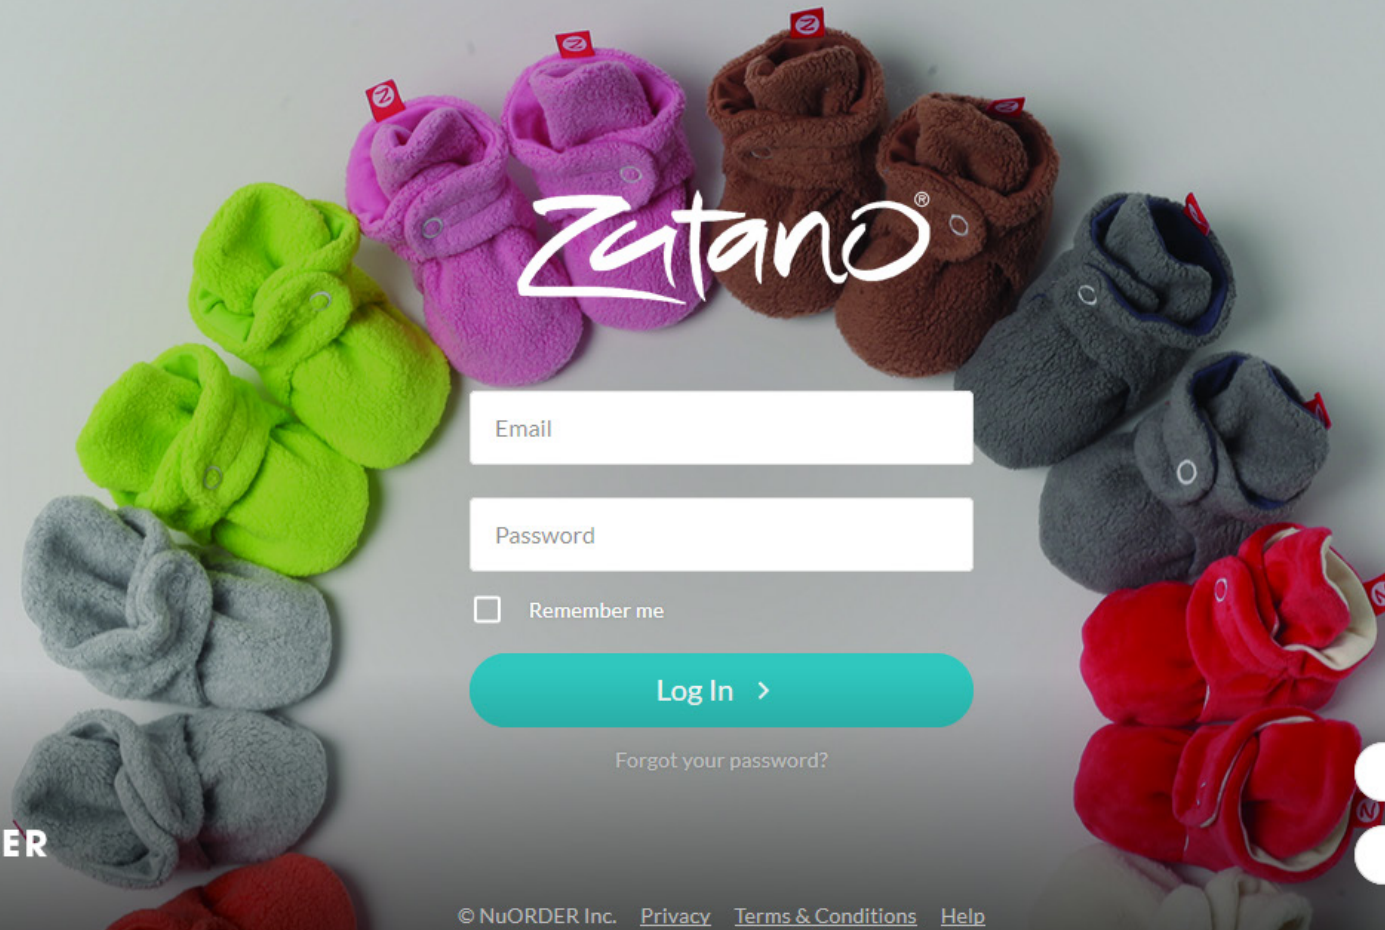 Zutano®
Email
Password
Remember me
Log In >
Forgot your password?
ER
© NuORDER Inc. Privacy Terms & Conditions Help